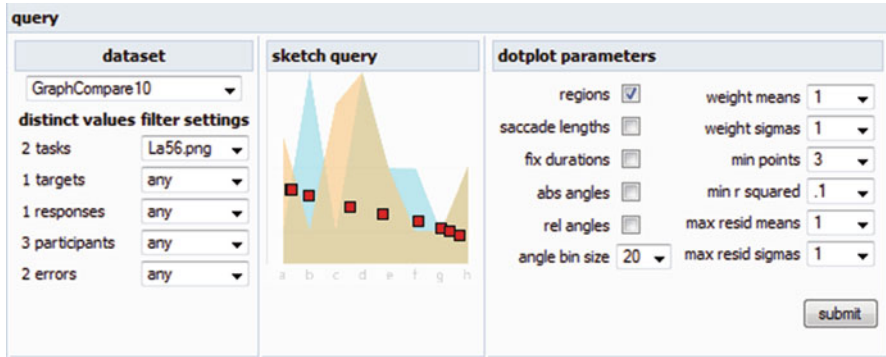 query
dataset
GraphCompare10
distinct values filter settings
2 tasks La56.png
1 targets any
1 responses any
3 participants any
2 errors any
sketch query
a b c d e f g h
dotplot parameters
regions
saccade lengths
fix durations
abs angles
rel angles
angle bin size 20
weight means 1
weight sigmas 1
min points 3
min r squared .1
max resid means 1
max resid sigmas 1
submit